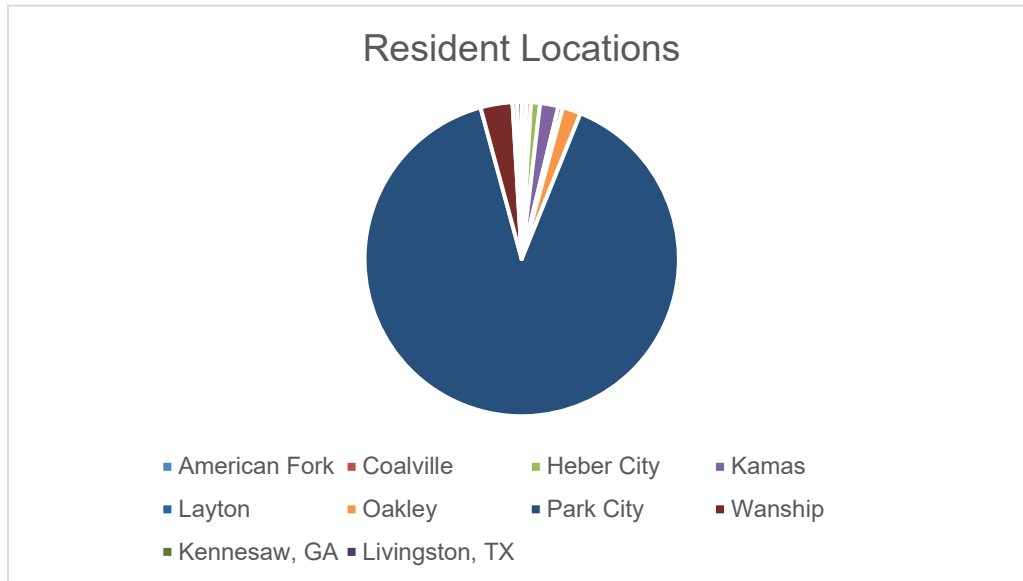 Resident Locations
American Fork Coalville Heber City Kamas
Layton Oakley Park City Wanship
Kennesaw, GA Livingston, TX